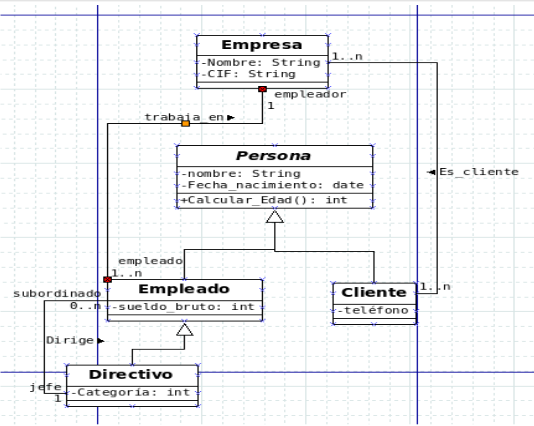 Empresa
-Nombre: String
-CIF: String
1..n
empleador
1
trabaja_en
Persona
-nombre: String
-Fecha_nacimiento: date
+Calcular_Edad(): int
Es_cliente
empleado
1..n
Empleado
-sueldo_bruto: int
subordinado
0..n
Cliente
-teléfono
1..n
Dirige
Directivo
-Categoría: int
jefe
1